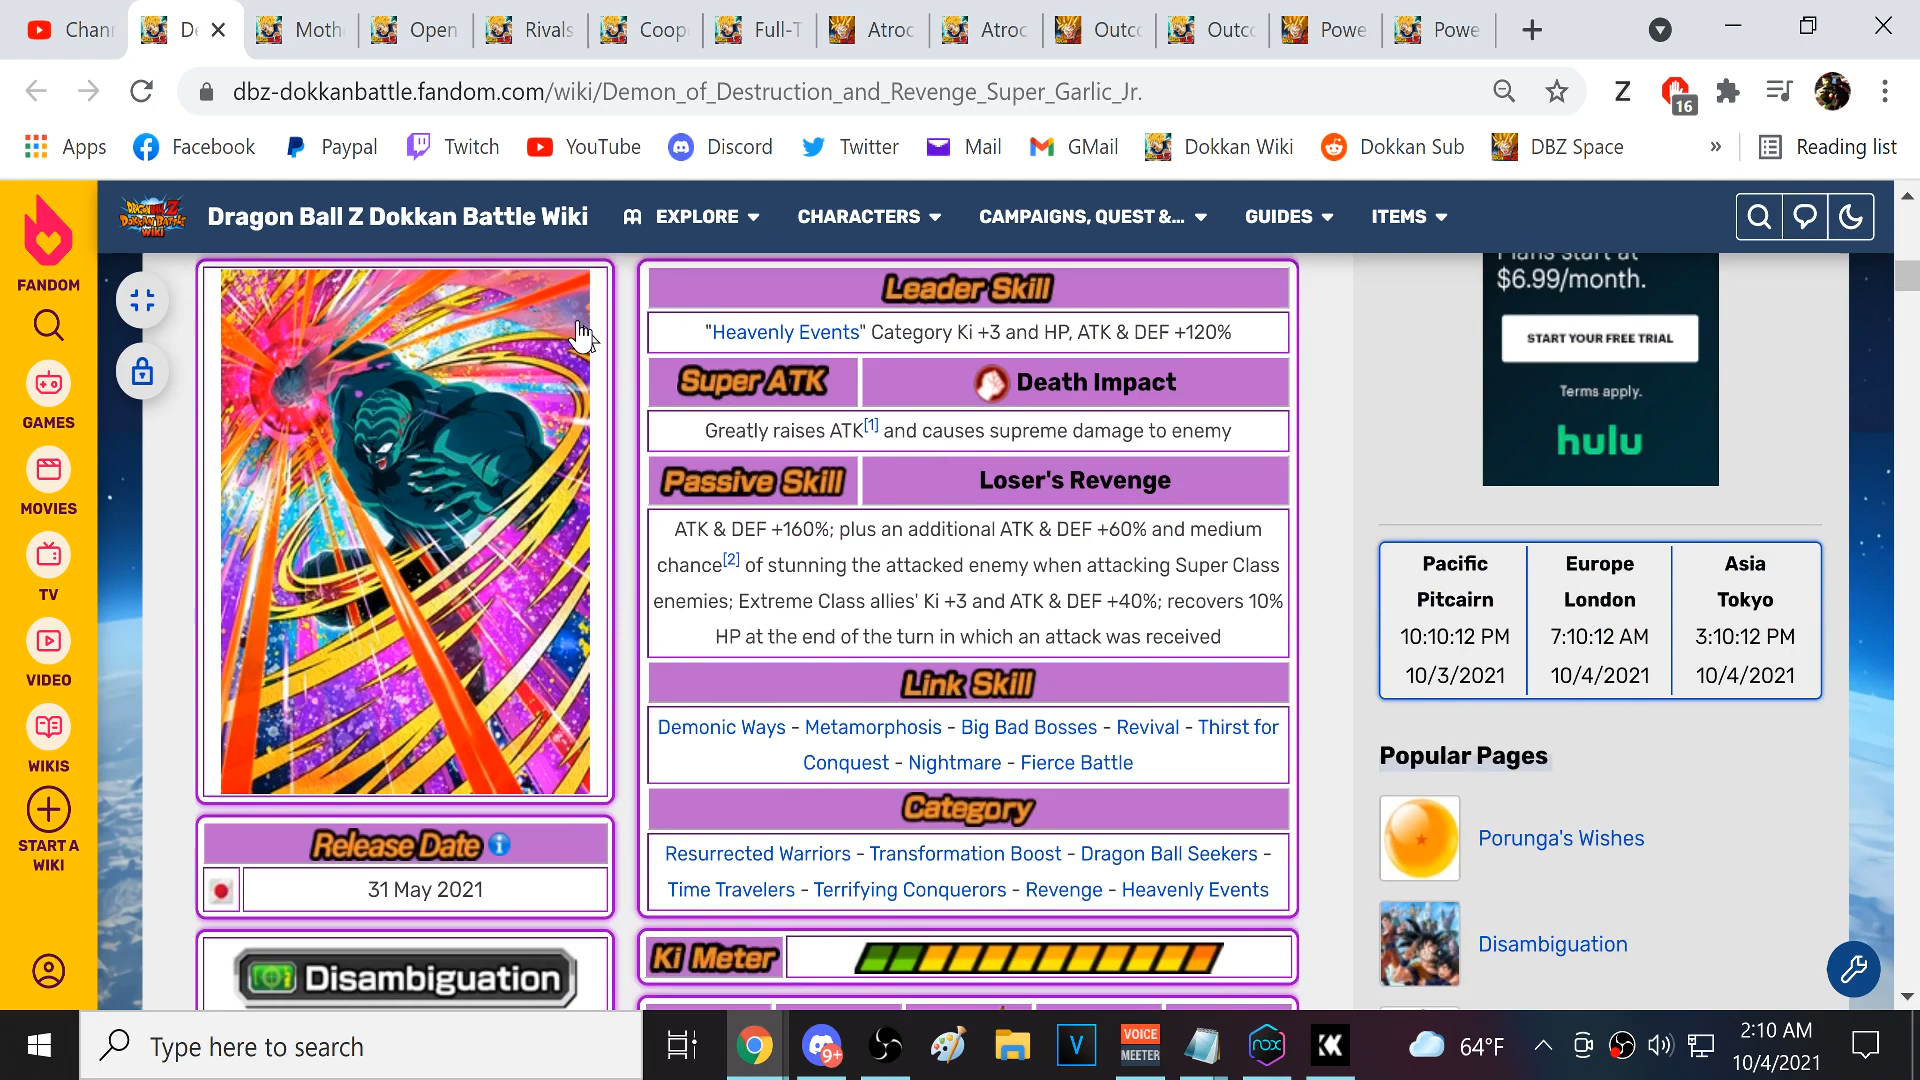 Chan
De
Moth
Open
Rivals
Coop
Full-T
Atroc
Atroc
Outco
Outco
Powe
Powe
dbz-dokkanbattle.fandom.com/wiki/Demon_of_Destruction_and_Revenge_Super_Garlic_Jr.
Z
16
Apps
Facebook
Paypal
Twitch
YouTube
Discord
Twitter
Mail
GMail
Dokkan Wiki
Dokkan Sub
DBZ Space
»
Reading list
Dragon Ball Z Dokkan Battle Wiki
EXPLORE
CHARACTERS
CAMPAIGNS, QUEST &...
GUIDES
ITEMS
FANDOM
GAMES
MOVIES
TV
VIDEO
WIKIS
START A
WIKI
Release Date
31 May 2021
Disambiguation
Leader Skill
"Heavenly Events" Category Ki +3 and HP, ATK & DEF +120%
Super ATK
Death Impact
Greatly raises ATK[1] and causes supreme damage to enemy
Passive Skill
Loser's Revenge
ATK & DEF +160%; plus an additional ATK & DEF +60% and medium
chance[2] of stunning the attacked enemy when attacking Super Class
enemies; Extreme Class allies' Ki +3 and ATK & DEF +40%; recovers 10%
HP at the end of the turn in which an attack was received
Link Skill
Demonic Ways - Metamorphosis - Big Bad Bosses - Revival - Thirst for
Conquest - Nightmare - Fierce Battle
Category
Resurrected Warriors - Transformation Boost - Dragon Ball Seekers -
Time Travelers - Terrifying Conquerors - Revenge - Heavenly Events
Ki Meter
Plans start at
$6.99/month.
START YOUR FREE TRIAL
Terms apply.
hulu
Pacific
Pitcairn
10:10:12 PM
10/3/2021
Europe
London
7:10:12 AM
10/4/2021
Asia
Tokyo
3:10:12 PM
10/4/2021
Popular Pages
Porunga's Wishes
Disambiguation
Type here to search
9+
V
VOICE
MEETER
nox
64°F
2:10 AM
10/4/2021